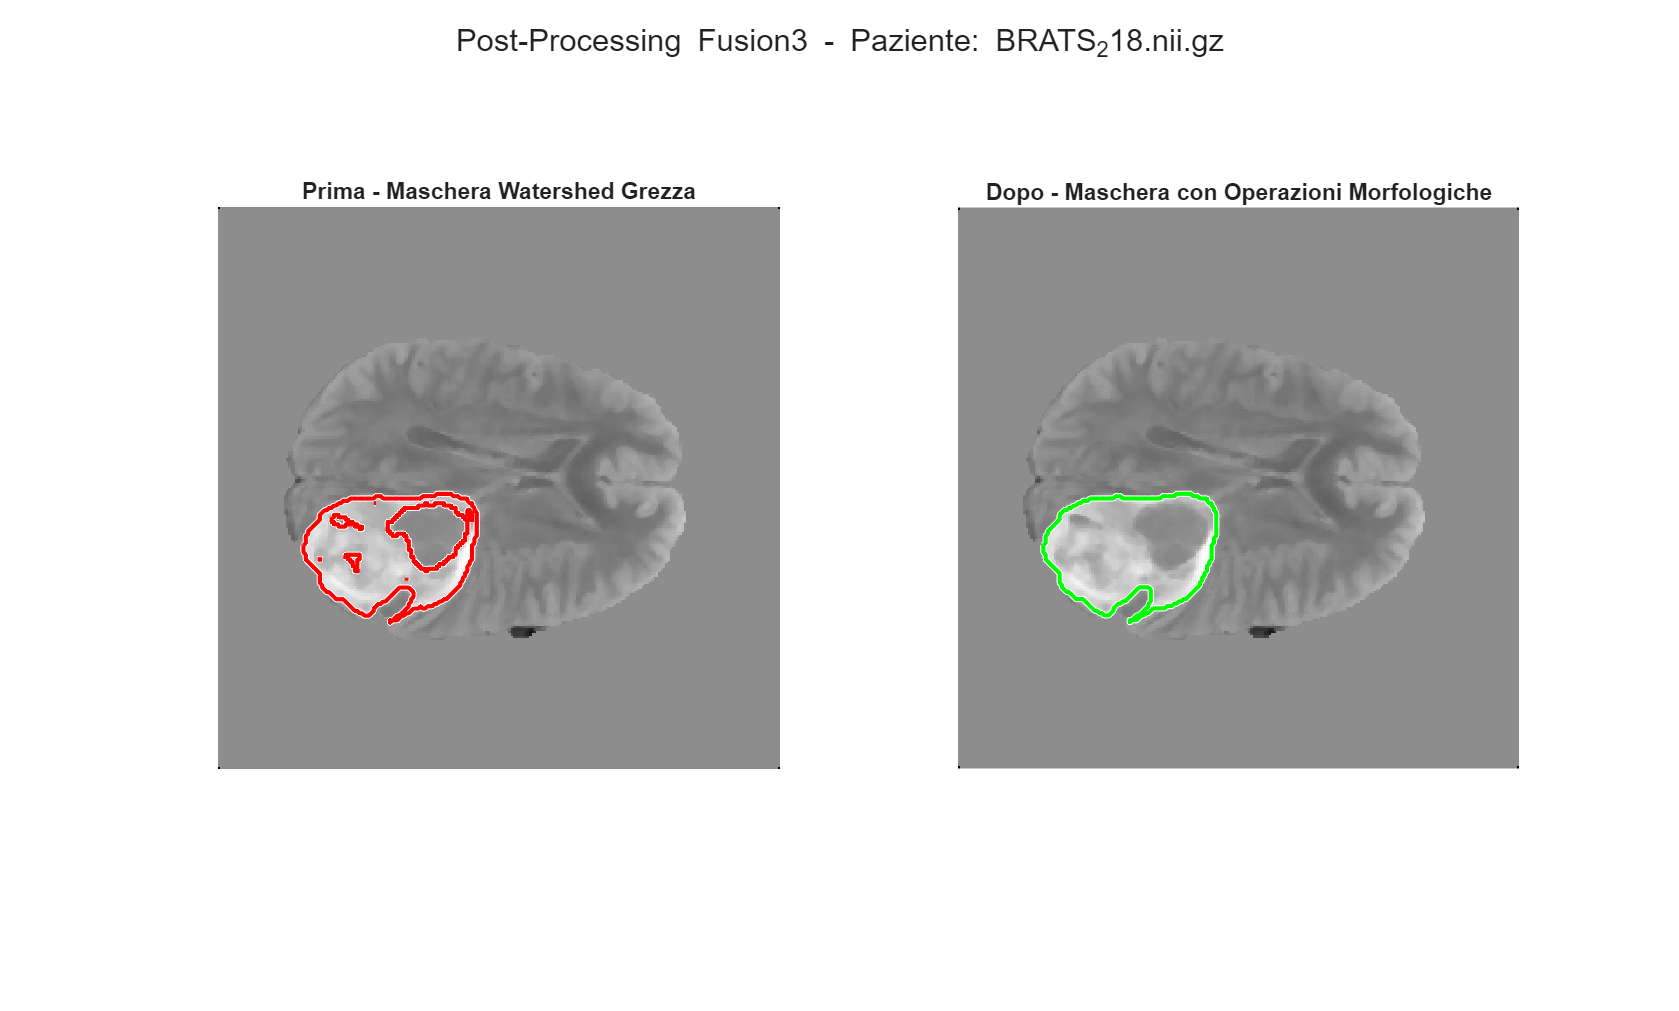 Post-Processing Fusion3 - Paziente: BRATS₂18.nii.gz
Prima - Maschera Watershed Grezza
Dopo - Maschera con Operazioni Morfologiche